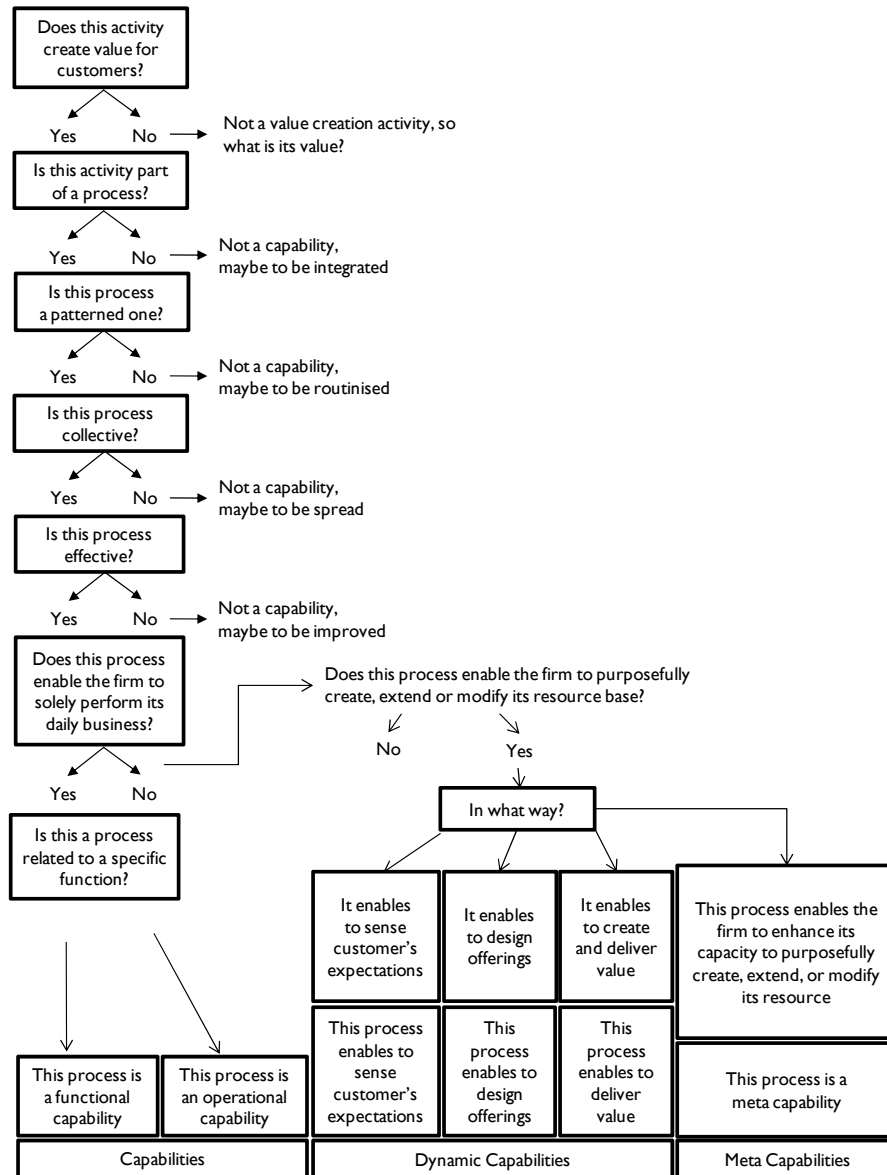 Does this activity
create value for
customers?
Yes
No
Not a value creation activity, so
what is its value?
Is this activity part
of a process?
Yes
No
Not a capability,
maybe to be integrated
Is this process
a patterned one?
Yes
No
Not a capability,
maybe to be routinised
Is this process
collective?
Yes
No
Not a capability,
maybe to be spread
Is this process
effective?
Yes
No
Not a capability,
maybe to be improved
Does this process
enable the firm to
solely perform its
daily business?
Does this process enable the firm to purposefully
create, extend or modify its resource base?
No
Yes
Yes
No
In what way?
Is this a process
related to a specific
function?
It enables
to sense
customer's
expectations
It enables
to design
offerings
It enables
to create
and deliver
value
This process enables the
firm to enhance its
capacity to purposefully
create, extend, or modify
its resource
This process is
a functional
capability
This process is
an operational
capability
This process
enables to
sense
customer's
expectations
This
process
enables to
design
offerings
This
process
enables to
deliver
value
This process is a
meta capability
Capabilities
Dynamic Capabilities
Meta Capabilities